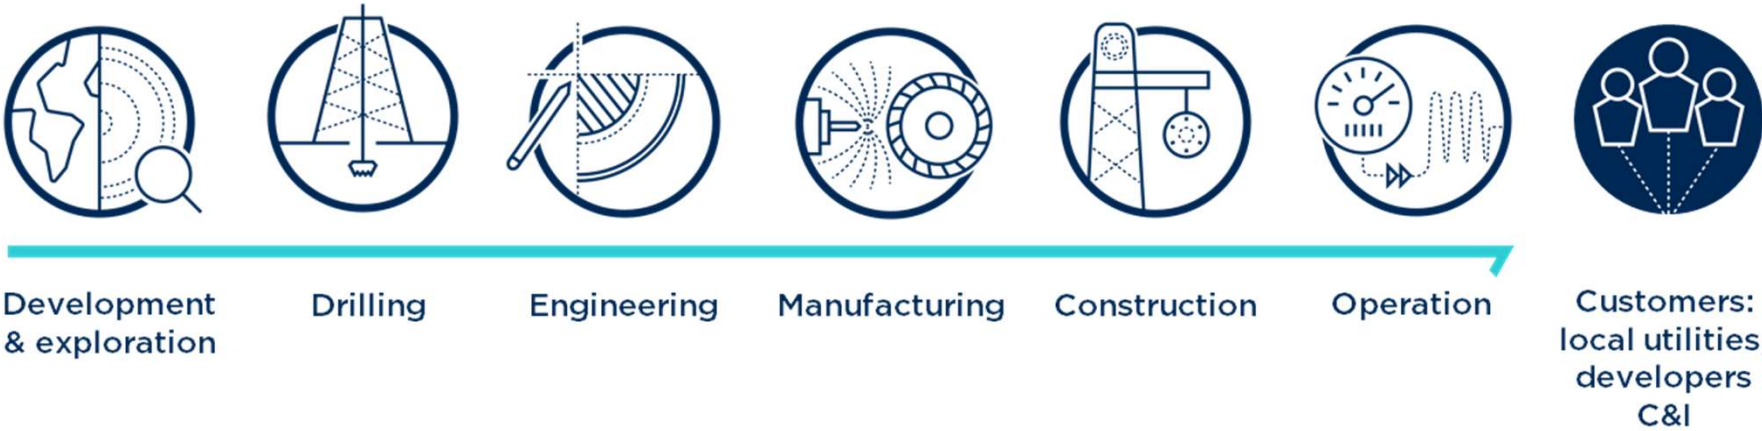 Development
& exploration
Drilling
Engineering
Manufacturing
Construction
Operation
Customers:
local utilities
developers
C&I